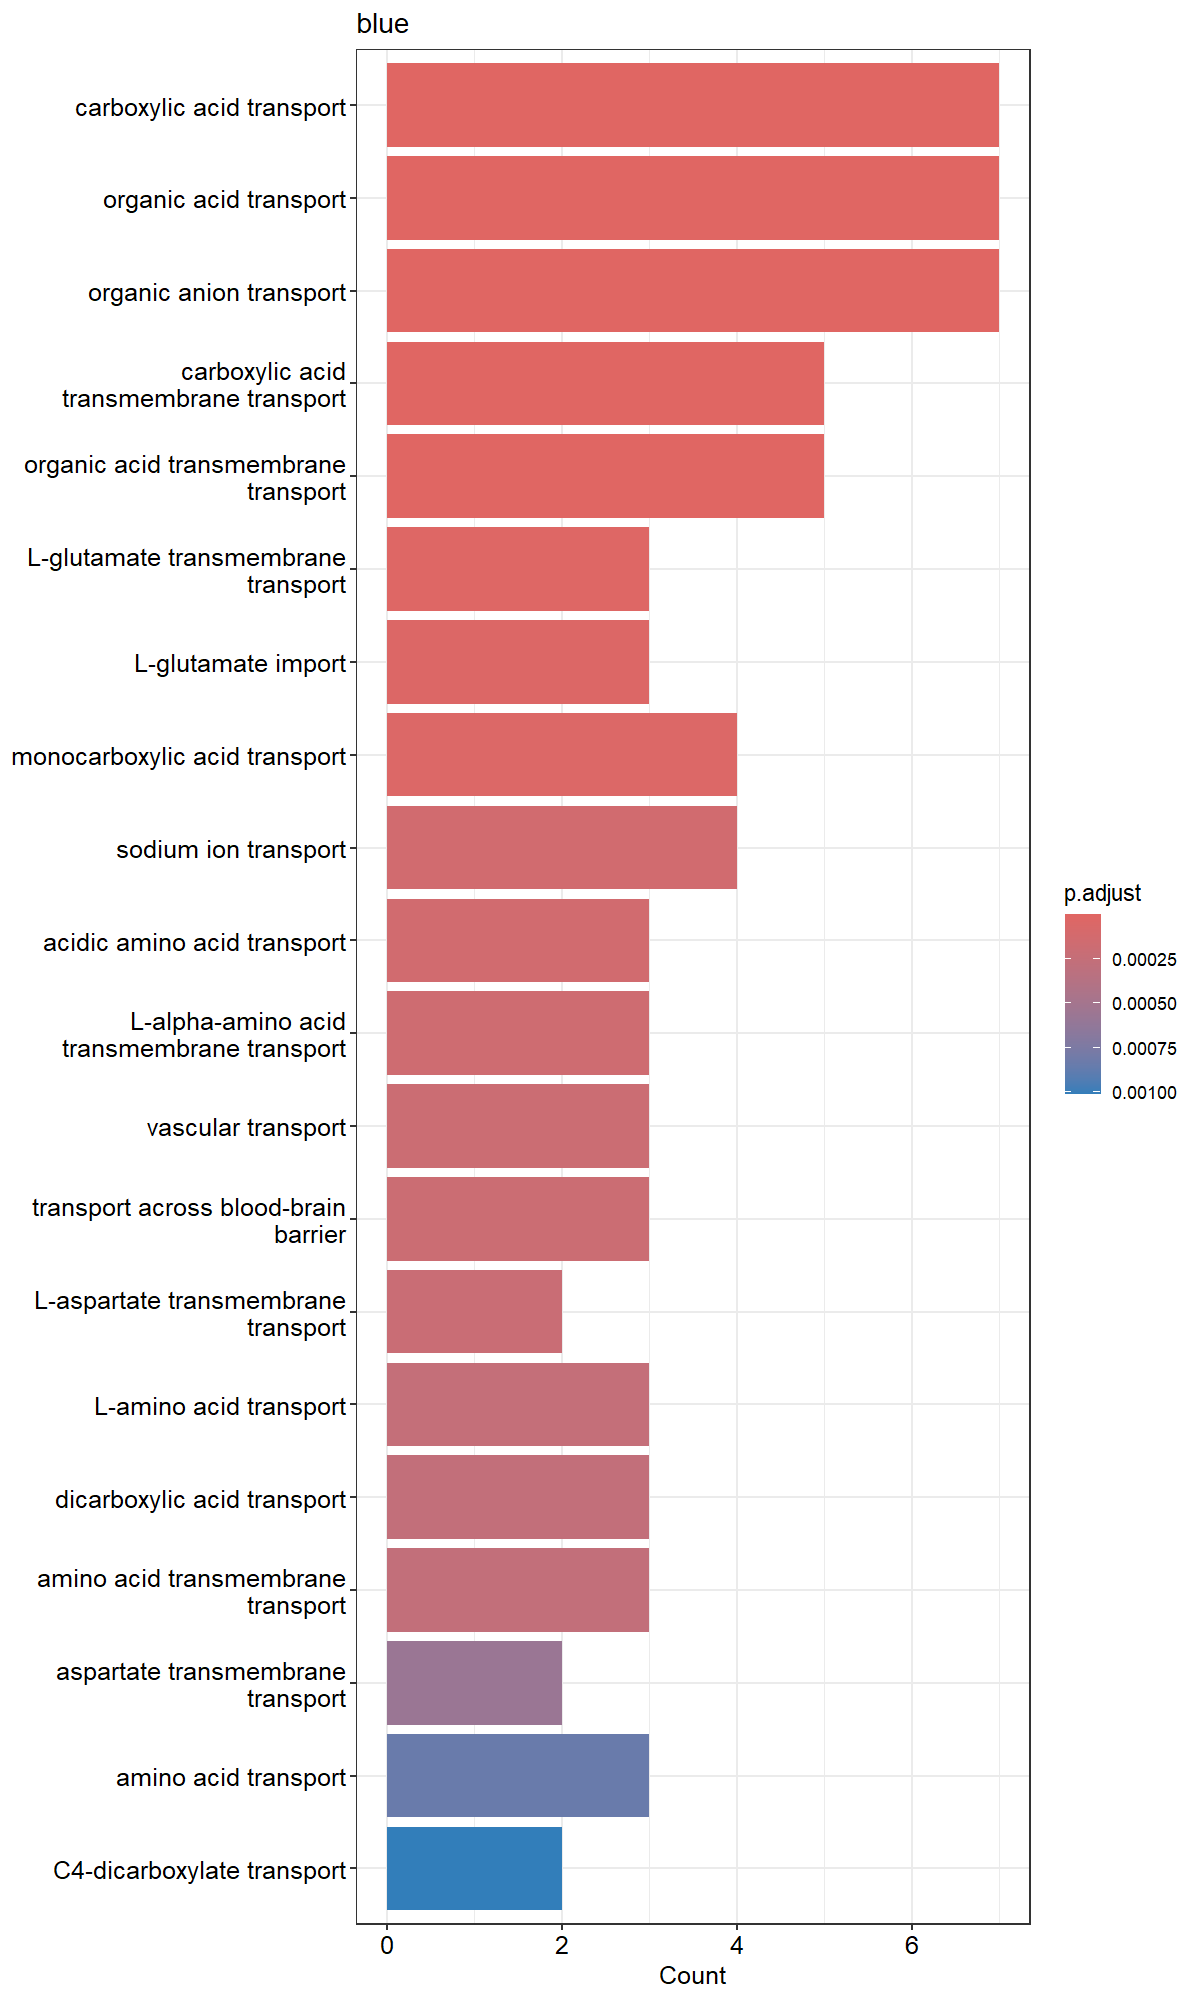 blue
carboxylic acid transport
organic acid transport
organic anion transport
carboxylic acid
transmembrane transport
organic acid transmembrane
transport
L-glutamate transmembrane
transport
L-glutamate import
monocarboxylic acid transport
sodium ion transport
acidic amino acid transport
L-alpha-amino acid
transmembrane transport
vascular transport
transport across blood-brain
barrier
L-aspartate transmembrane
transport
L-amino acid transport
dicarboxylic acid transport
amino acid transmembrane
transport
aspartate transmembrane
transport
amino acid transport
C4-dicarboxylate transport
0 2 4 6
Count
p.adjust
0.00025
0.00050
0.00075
0.00100